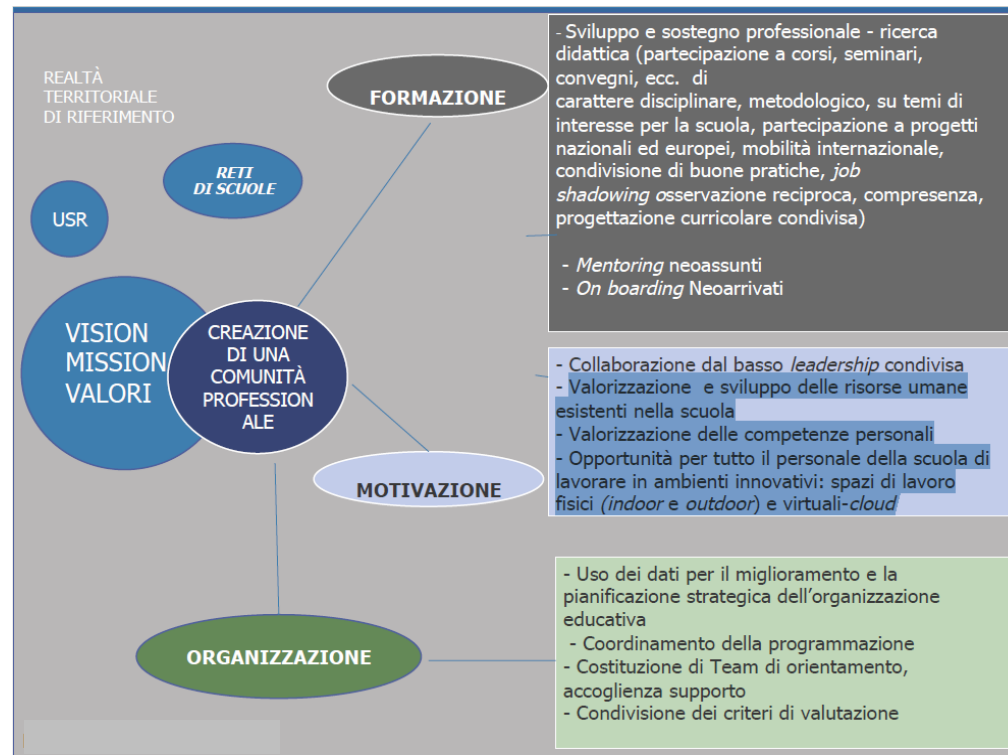 REALTÀ
TERRITORIALE
DI RIFERIMENTO
RETI
DI SCUOLE
USR
VISION
MISSION
VALORI
CREAZIONE
DI UNA
COMUNITÀ
PROFESSION
ALE
FORMAZIONE
- Sviluppo e sostegno professionale - ricerca
didattica (partecipazione a corsi, seminari,
convegni, ecc. di
carattere disciplinare, metodologico, su temi di
interesse per la scuola, partecipazione a progetti
nazionali ed europei, mobilità internazionale,
condivisione di buone pratiche, job
shadowing osservazione reciproca, compresenza,
progettazione curricolare condivisa)
- Mentoring neoassunti
- On boarding Neoarrivati
MOTIVAZIONE
- Collaborazione dal basso leadership condivisa
- Valorizzazione e sviluppo delle risorse umane
esistenti nella scuola
- Valorizzazione delle competenze personali
- Opportunità per tutto il personale della scuola di
lavorare in ambienti innovativi: spazi di lavoro
fisici (indoor e outdoor) e virtuali-cloud
ORGANIZZAZIONE
- Uso dei dati per il miglioramento e la
pianificazione strategica dell'organizzazione
educativa
- Coordinamento della programmazione
- Costituzione di Team di orientamento,
accoglienza supporto
- Condivisione dei criteri di valutazione